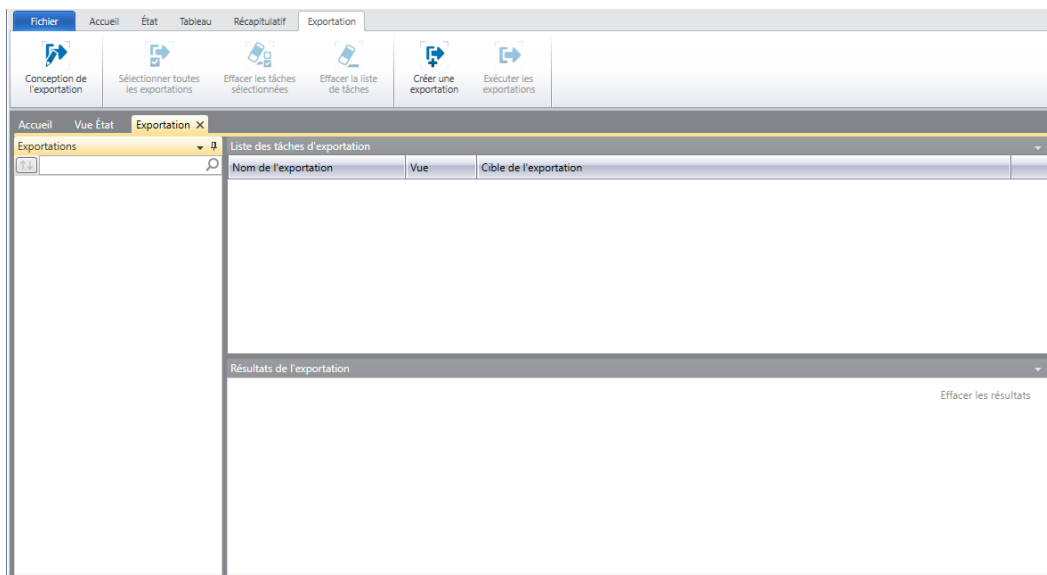 Fichier Accueil État Tableau Récapitulatif Exportation
Conception de l'exportation
Sélectionner toutes les exportations
Effacer les tâches sélectionnées
Effacer la liste de tâches
Créer une exportation
Exécuter les exportations
Accueil Vue État Exportation
Exportations
Liste des tâches d'exportation
Nom de l'exportation Vue Cible de l'exportation
Résultats de l'exportation
Effacer les résultats